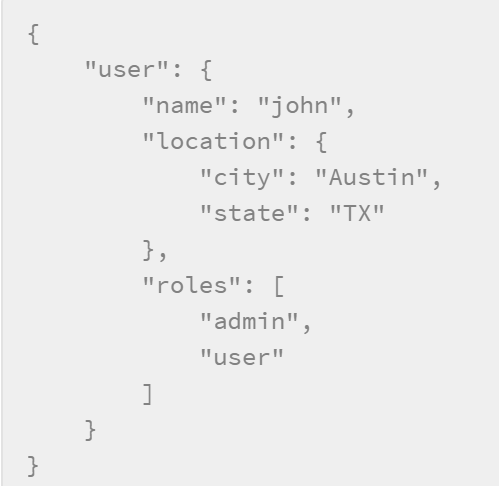 {
    "user": {
        "name": "john",
        "location": {
            "city": "Austin",
            "state": "TX"
        },
        "roles": [
            "admin",
            "user"
        ]
    }
}